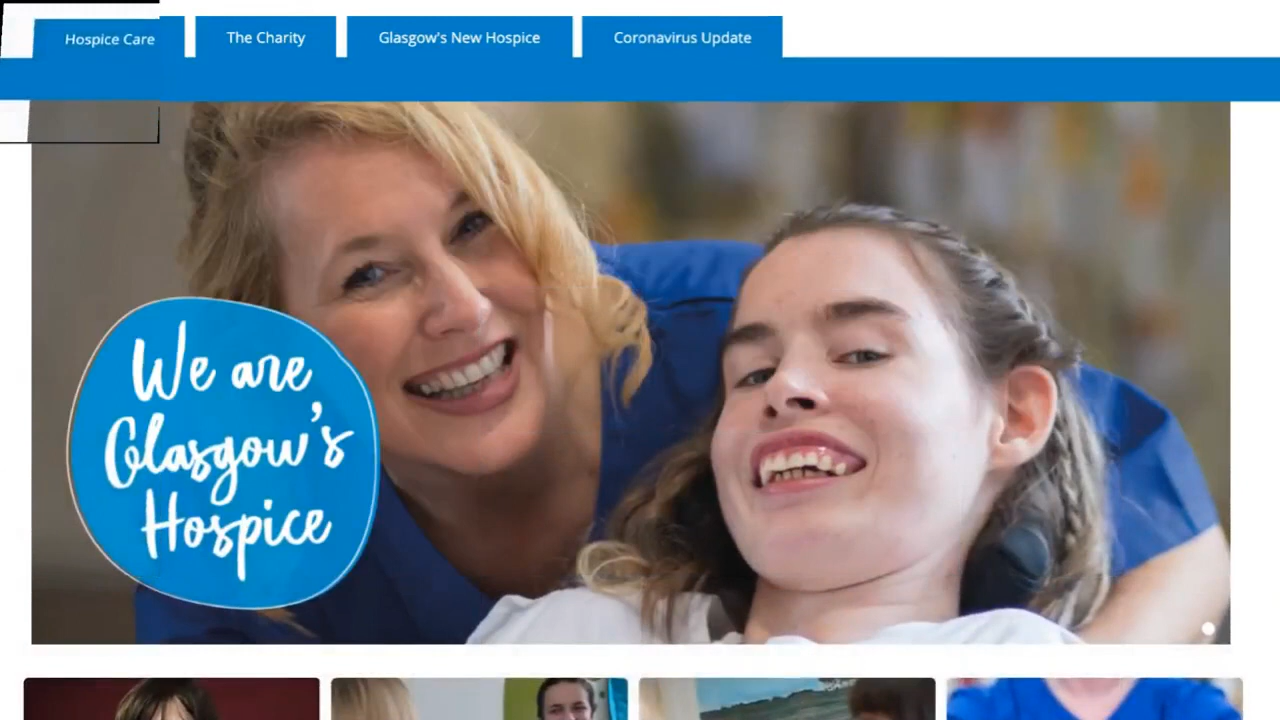 Hospice Care
The Charity
Glasgow's New Hospice
Coronavirus Update
We are
Glasgow's
Hospice